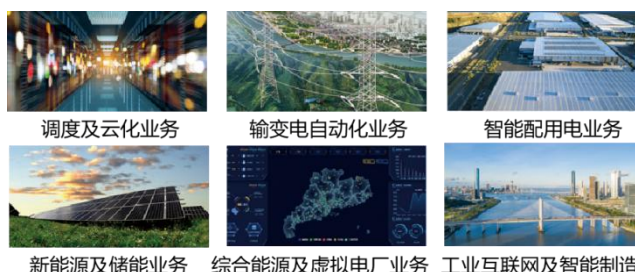 调度及云化业务
输变电自动化业务
智能配用电业务
新能源及储能业务
综合能源及虚拟电厂业务
工业互联网及智能制造